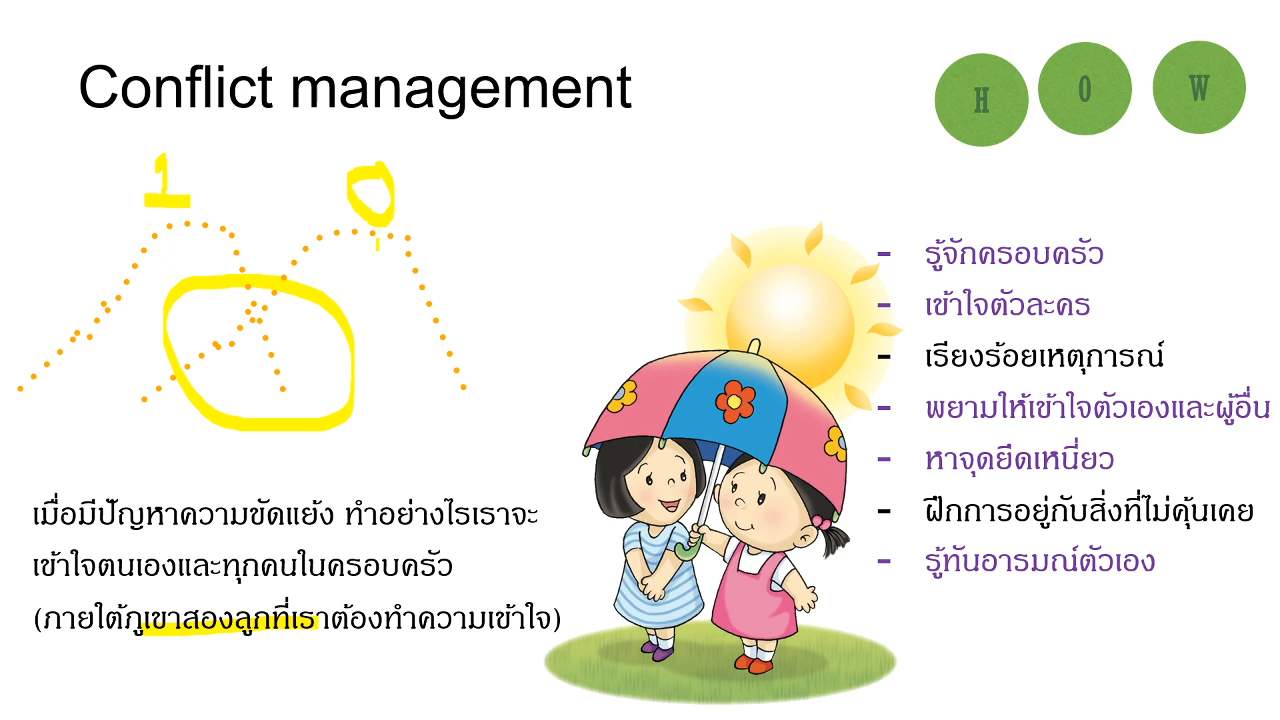 Conflict management
H O W
1 0
รู้จักครอบครัว
เข้าใจตัวละคร
เรียงร้อยเหตุการณ์
พยามให้เข้าใจตัวเองและผู้อื่น
หาจุดยึดเหนี่ยว
ฝึกการอยู่กับสิ่งที่ไม่คุ้นเคย
รู้ทันอารมณ์ตัวเอง
เมื่อมีปัญหาความขัดแย้ง ทำอย่างไรเราจะ
เข้าใจตนเองและทุกคนในครอบครัว
(ภายใต้ภูเขาสองลูกที่เราต้องทำความเข้าใจ)